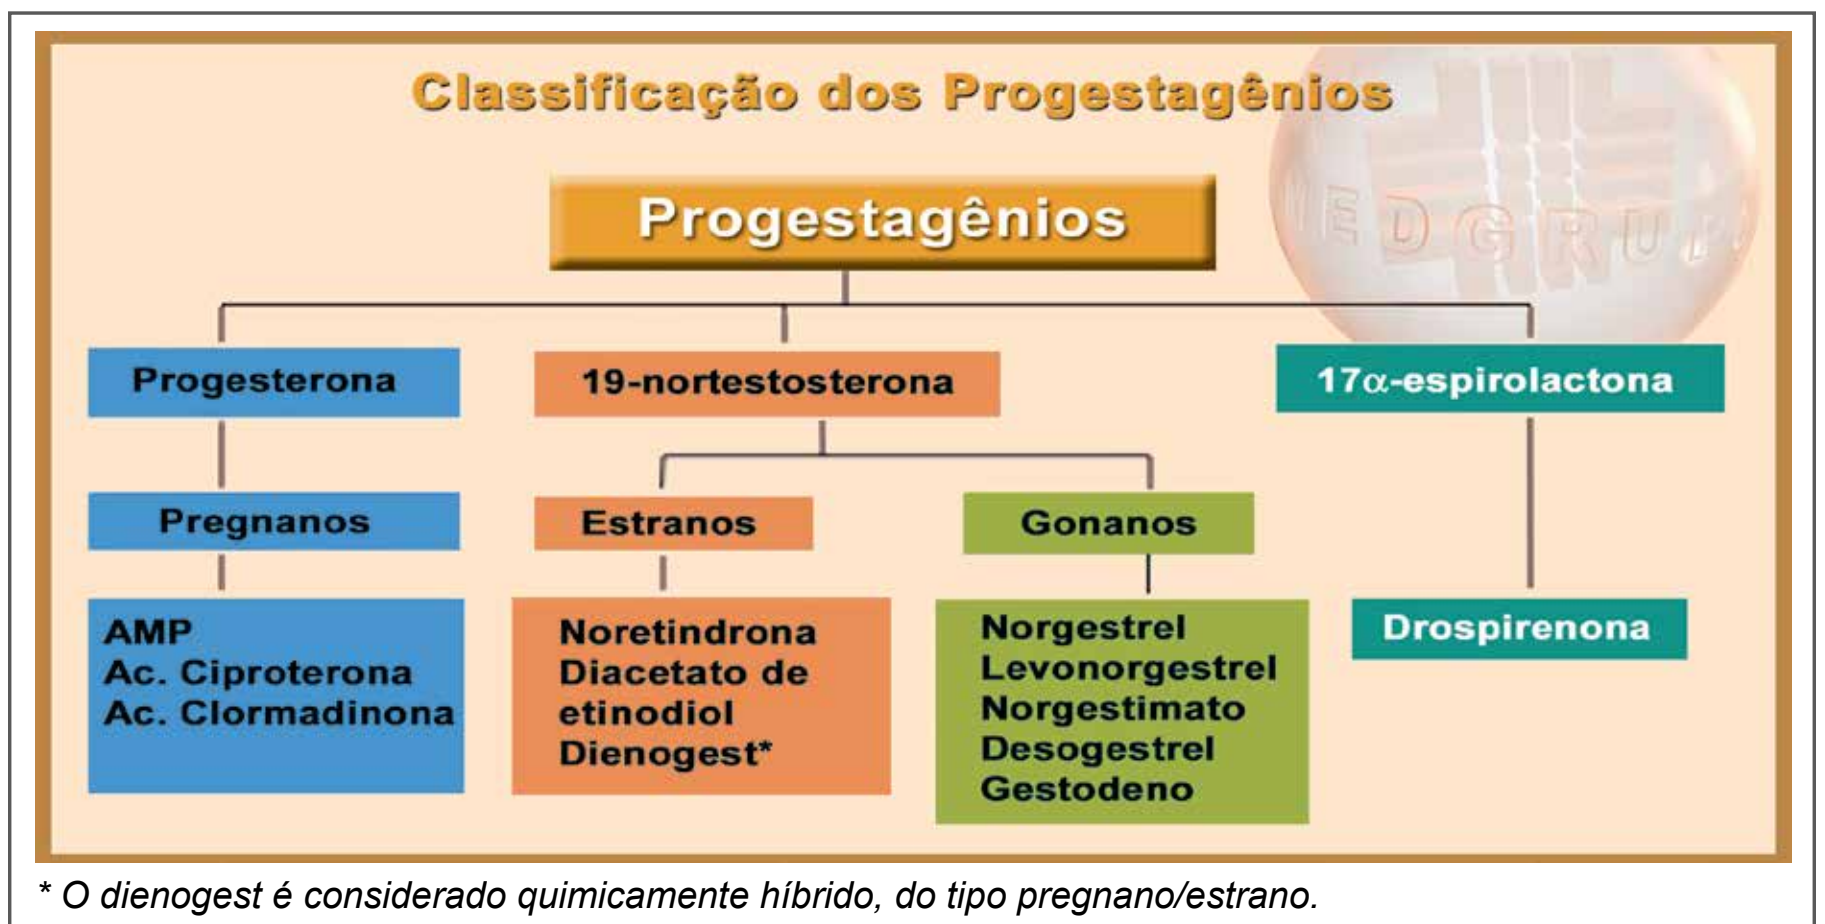 Classificação dos Progestagênios
MEDGRUPO
Progestagênios
Progesterona
19-nortestosterona
17α-espirolactona
Pregnanos
Estranos
Gonanos
AMP
Ac. Ciproterona
Ac. Clormadinona
Noretindrona
Diacetato de
etinodiol
Dienogest*
Norgestrel
Levonorgestrel
Norgestimato
Desogestrel
Gestodeno
Drospirenona
* O dienogest é considerado quimicamente híbrido, do tipo pregnano/estrano.